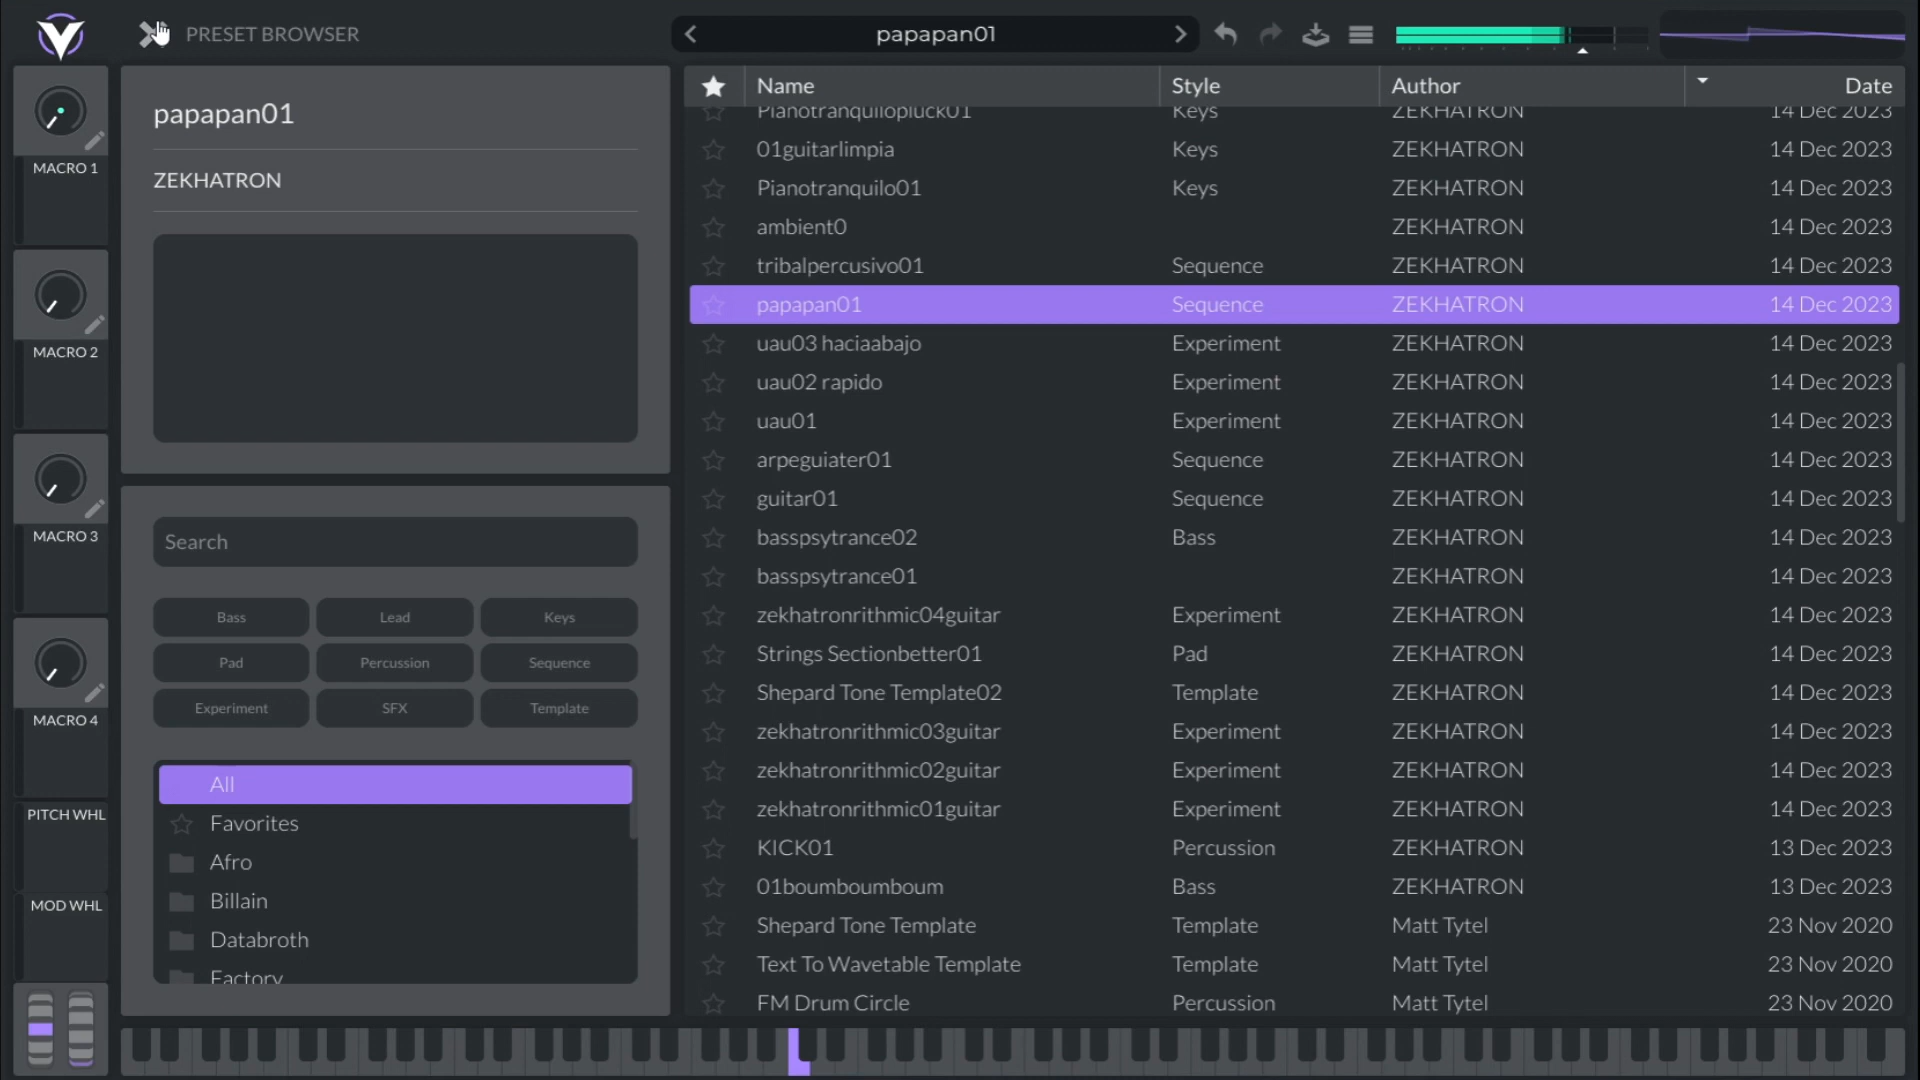 PRESET BROWSER
papapan01
MACRO 1
MACRO 2
MACRO 3
MACRO 4
PITCH WHL
MOD WHL
papapan01
ZEKHATRON
Search
Bass Lead Keys
Pad Percussion Sequence
Experiment SFX Template
All
Favorites
Afro
Billain
Databroth
Factory
Name Style Author Date
Pianotranquilopluck01 Keys ZEKHATRON 14 Dec 2023
01guitarlimpia Keys ZEKHATRON 14 Dec 2023
Pianotranquilo01 Keys ZEKHATRON 14 Dec 2023
ambient0 ZEKHATRON 14 Dec 2023
tribalpercusivo01 Sequence ZEKHATRON 14 Dec 2023
papapan01 Sequence ZEKHATRON 14 Dec 2023
uau03 haciaabajo Experiment ZEKHATRON 14 Dec 2023
uau02 rapido Experiment ZEKHATRON 14 Dec 2023
uau01 Experiment ZEKHATRON 14 Dec 2023
arpeguiater01 Sequence ZEKHATRON 14 Dec 2023
guitar01 Sequence ZEKHATRON 14 Dec 2023
basspsytrance02 Bass ZEKHATRON 14 Dec 2023
basspsytrance01 ZEKHATRON 14 Dec 2023
zekhatronrithmic04guitar Experiment ZEKHATRON 14 Dec 2023
Strings Sectionbetter01 Pad ZEKHATRON 14 Dec 2023
Shepard Tone Template02 Template ZEKHATRON 14 Dec 2023
zekhatronrithmic03guitar Experiment ZEKHATRON 14 Dec 2023
zekhatronrithmic02guitar Experiment ZEKHATRON 14 Dec 2023
zekhatronrithmic01guitar Experiment ZEKHATRON 14 Dec 2023
KICK01 Percussion ZEKHATRON 13 Dec 2023
01boumboumboum Bass ZEKHATRON 13 Dec 2023
Shepard Tone Template Template Matt Tytel 23 Nov 2020
Text To Wavetable Template Template Matt Tytel 23 Nov 2020
FM Drum Circle Percussion Matt Tytel 23 Nov 2020